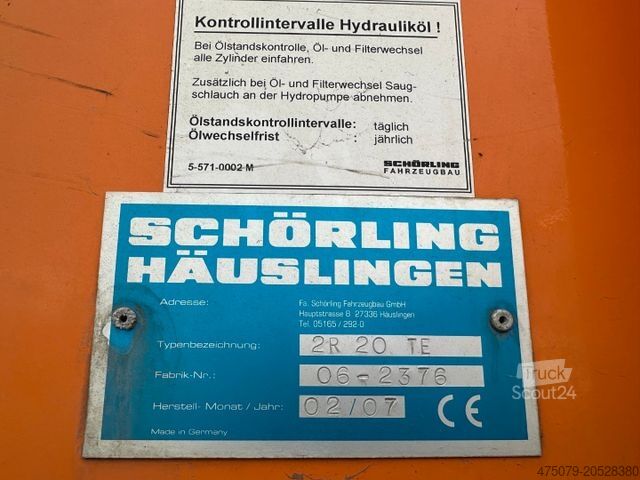 Kontrollintervalle Hydrauliköl !
Bei Ölstandskontrolle, Öl- und Filterwechsel
alle Zylinder einfahren.
Zusätzlich bei Öl- und Filterwechsel Saug-
schlauch an der Hydropumpe abnehmen.
Ölstandskontrollintervalle: täglich
Ölwechselfrist : jährlich
5-571-0002 M
SCHÖRLING
FAHRZEUGBAU
SCHÖRLING
HÄUSLINGEN
Adresse: Fa. Schörling Fahrzeugbau GmbH
Hauptstrasse 8 27336 Häuslingen
Tel. 05165 / 292-0
Typenbezeichnung: 2R 20 TE
Fabrik-Nr.: 06-2376
Herstell- Monat / Jahr: 02/07 CE
Made in Germany
Truck
Scout24
475079-20528380